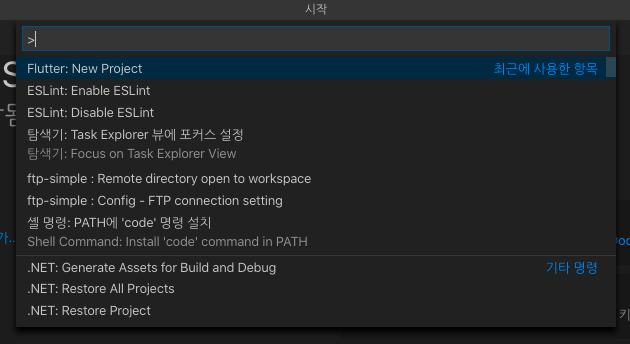 시작
>
Flutter: New Project 최근에 사용한 항목
ESLint: Enable ESLint
ESLint: Disable ESLint
탐색기: Task Explorer 뷰에 포커스 설정
탐색기: Focus on Task Explorer View
ftp-simple : Remote directory open to workspace
ftp-simple : Config - FTP connection setting
셸 명령: PATH에 'code' 명령 설치
Shell Command: Install 'code' command in PATH
.NET: Generate Assets for Build and Debug 기타 명령
.NET: Restore All Projects
.NET: Restore Project